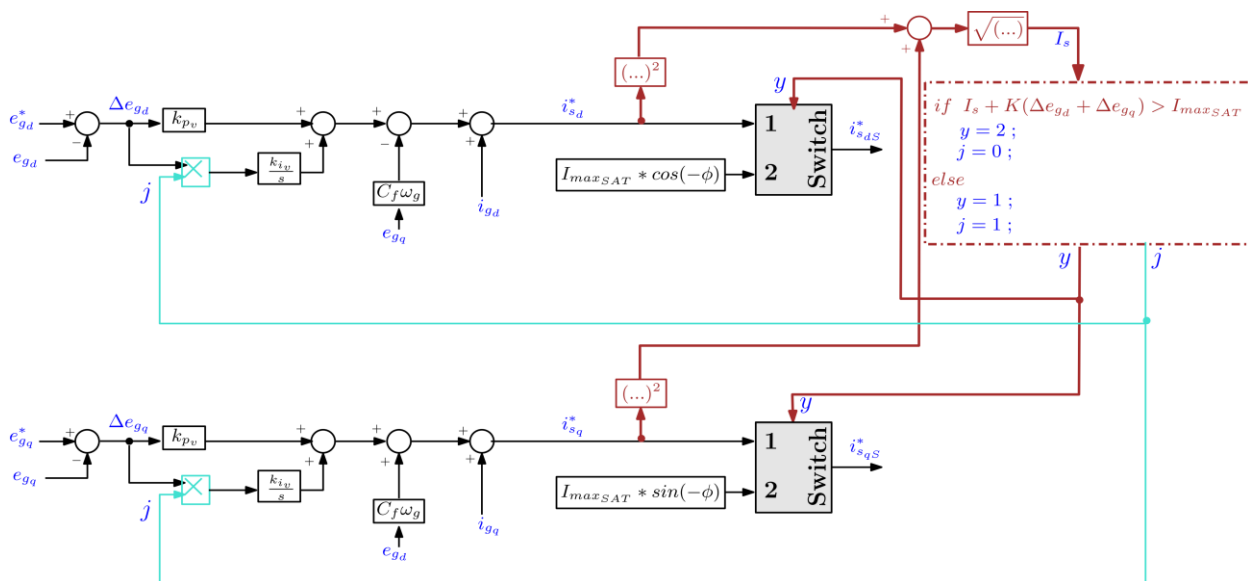 +
+
√(...)
I_s
(...)²
y
e*_{g_d}
+
−
Δe_{g_d}
k_{p_v}
+
+
+
−
+
+
i*_{s_d}
1
2
Switch
i*_{s_{dS}}
if I_s + K(Δe_{g_d} + Δe_{g_q}) > I_{max_{SAT}}
y = 2 ;
j = 0 ;
else
y = 1 ;
j = 1 ;
e_{g_d}
j
×
k_{i_v}/s
I_{max_{SAT}} * cos(−ϕ)
C_f ω_g
i_{g_d}
e_{g_q}
y
j
(...)²
y
e*_{g_q}
+
−
Δe_{g_q}
k_{p_v}
+
+
+
+
+
+
i*_{s_q}
1
2
Switch
i*_{s_{qS}}
e_{g_q}
j
×
k_{i_v}/s
I_{max_{SAT}} * sin(−ϕ)
C_f ω_g
i_{g_q}
e_{g_d}